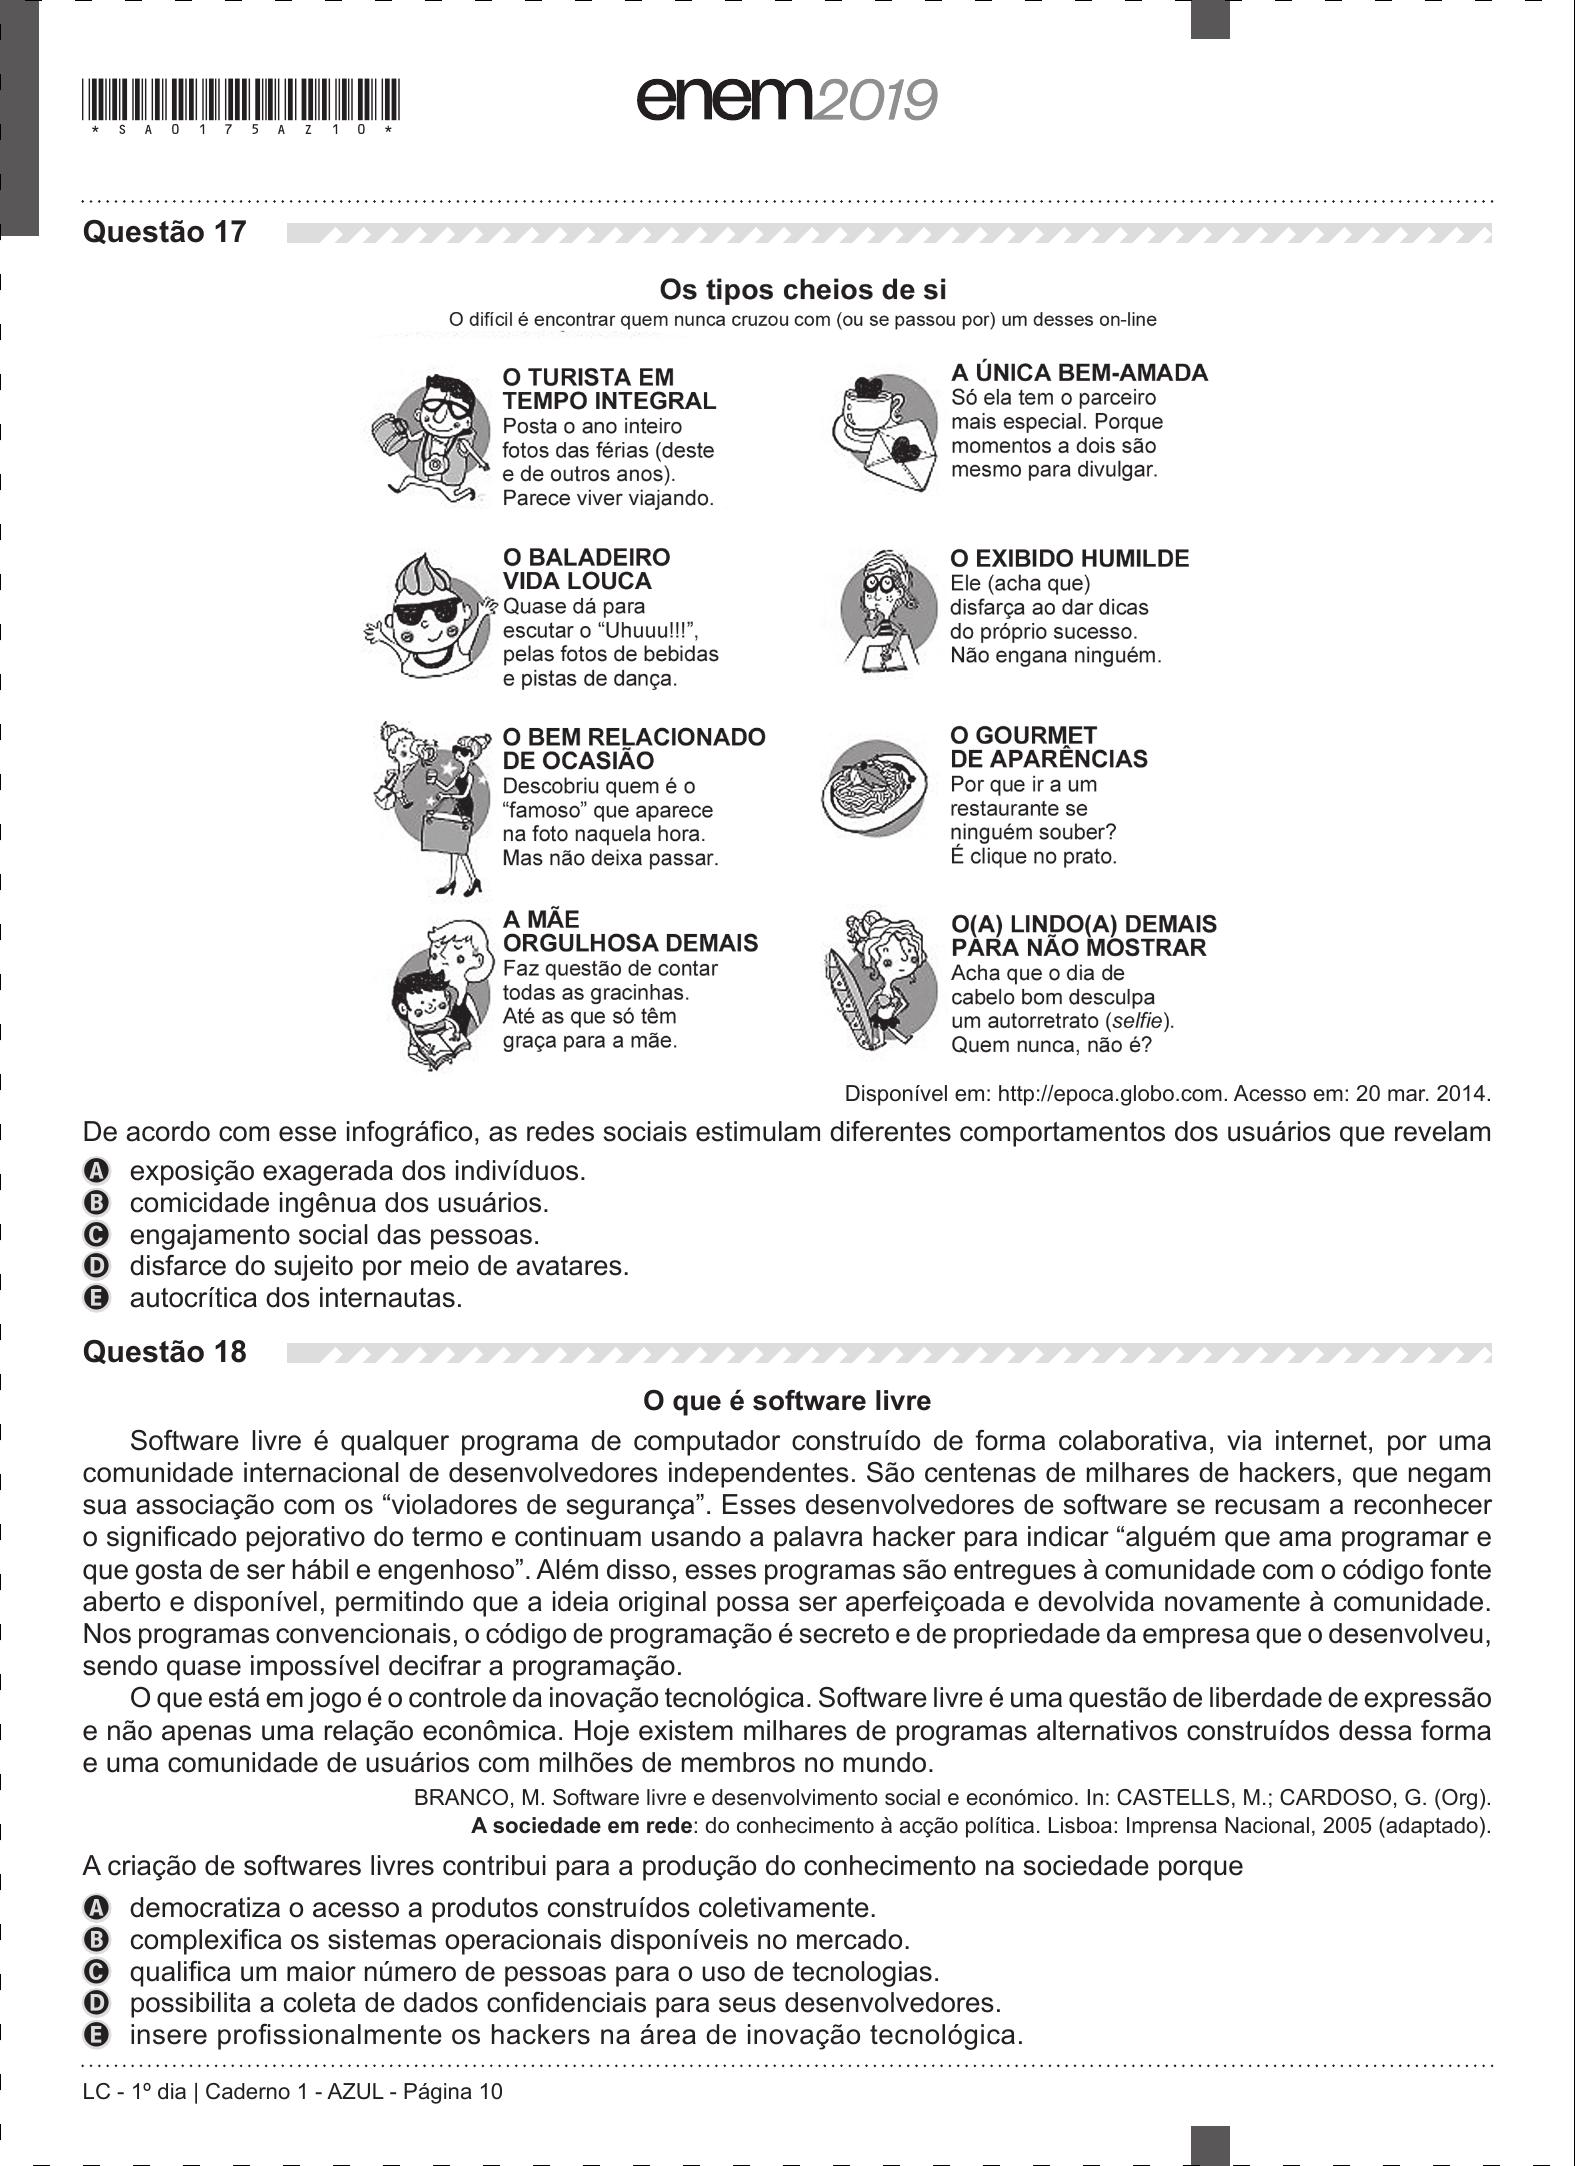 *SA0175AZ10*
enem2019
Questão 17
Os tipos cheios de si
O difícil é encontrar quem nunca cruzou com (ou se passou por) um desses on-line
O TURISTA EM
TEMPO INTEGRAL
Posta o ano inteiro
fotos das férias (deste
e de outros anos).
Parece viver viajando.
A ÚNICA BEM-AMADA
Só ela tem o parceiro
mais especial. Porque
momentos a dois são
mesmo para divulgar.
O BALADEIRO
VIDA LOUCA
Quase dá para
escutar o “Uhuuu!!!”,
pelas fotos de bebidas
e pistas de dança.
O EXIBIDO HUMILDE
Ele (acha que)
disfarça ao dar dicas
do próprio sucesso.
Não engana ninguém.
O BEM RELACIONADO
DE OCASIÃO
Descobriu quem é o
“famoso” que aparece
na foto naquela hora.
Mas não deixa passar.
O GOURMET
DE APARÊNCIAS
Por que ir a um
restaurante se
ninguém souber?
É clique no prato.
A MÃE
ORGULHOSA DEMAIS
Faz questão de contar
todas as gracinhas.
Até as que só têm
graça para a mãe.
O(A) LINDO(A) DEMAIS
PARA NÃO MOSTRAR
Acha que o dia de
cabelo bom desculpa
um autorretrato (selfie).
Quem nunca, não é?
Disponível em: http://epoca.globo.com. Acesso em: 20 mar. 2014.
De acordo com esse infográfico, as redes sociais estimulam diferentes comportamentos dos usuários que revelam
A exposição exagerada dos indivíduos.
B comicidade ingênua dos usuários.
C engajamento social das pessoas.
D disfarce do sujeito por meio de avatares.
E autocrítica dos internautas.
Questão 18
O que é software livre
Software livre é qualquer programa de computador construído de forma colaborativa, via internet, por uma
comunidade internacional de desenvolvedores independentes. São centenas de milhares de hackers, que negam
sua associação com os “violadores de segurança”. Esses desenvolvedores de software se recusam a reconhecer
o significado pejorativo do termo e continuam usando a palavra hacker para indicar “alguém que ama programar e
que gosta de ser hábil e engenhoso”. Além disso, esses programas são entregues à comunidade com o código fonte
aberto e disponível, permitindo que a ideia original possa ser aperfeiçoada e devolvida novamente à comunidade.
Nos programas convencionais, o código de programação é secreto e de propriedade da empresa que o desenvolveu,
sendo quase impossível decifrar a programação.
O que está em jogo é o controle da inovação tecnológica. Software livre é uma questão de liberdade de expressão
e não apenas uma relação econômica. Hoje existem milhares de programas alternativos construídos dessa forma
e uma comunidade de usuários com milhões de membros no mundo.
BRANCO, M. Software livre e desenvolvimento social e económico. In: CASTELLS, M.; CARDOSO, G. (Org).
A sociedade em rede: do conhecimento à acção política. Lisboa: Imprensa Nacional, 2005 (adaptado).
A criação de softwares livres contribui para a produção do conhecimento na sociedade porque
A democratiza o acesso a produtos construídos coletivamente.
B complexifica os sistemas operacionais disponíveis no mercado.
C qualifica um maior número de pessoas para o uso de tecnologias.
D possibilita a coleta de dados confidenciais para seus desenvolvedores.
E insere profissionalmente os hackers na área de inovação tecnológica.
LC - 1º dia | Caderno 1 - AZUL - Página 10